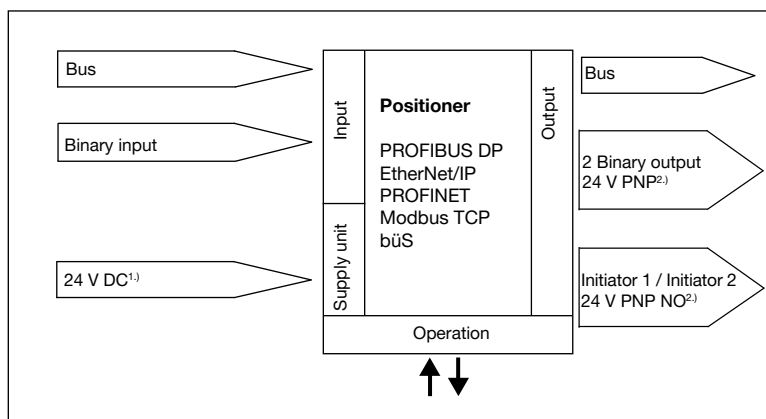 Bus
Binary input
24 V DC1.)
Input
Supply unit
Positioner
PROFIBUS DP
EtherNet/IP
PROFINET
Modbus TCP
büS
Output
Operation
Bus
2 Binary output
24 V PNP2.)
Initiator 1 / Initiator 2
24 V PNP NO2.)